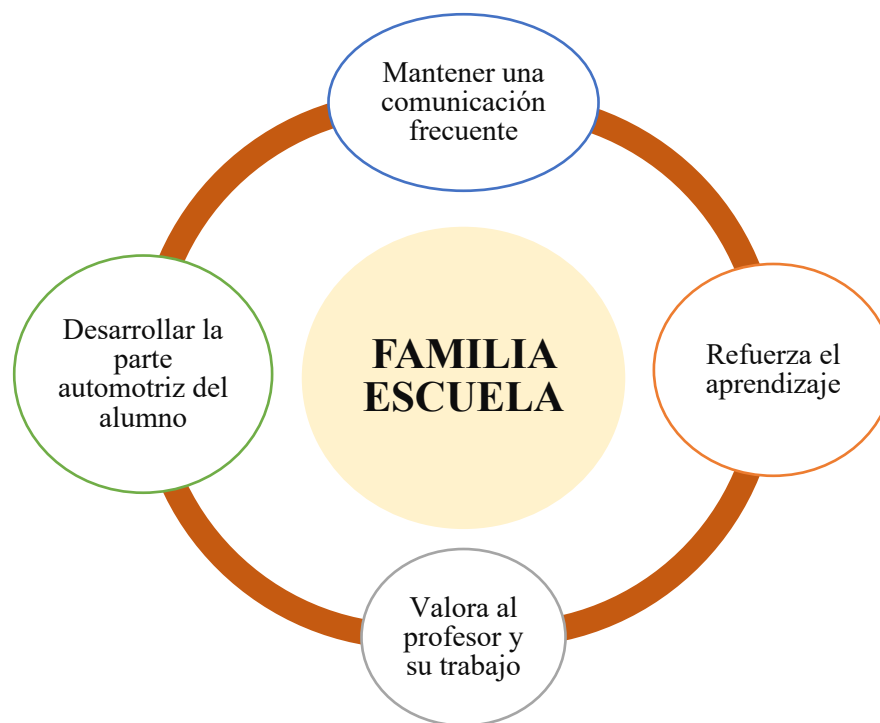 Mantener una
comunicación
frecuente
Desarrollar la
parte
automotriz del
alumno
FAMILIA
ESCUELA
Refuerza el
aprendizaje
Valora al
profesor y
su trabajo